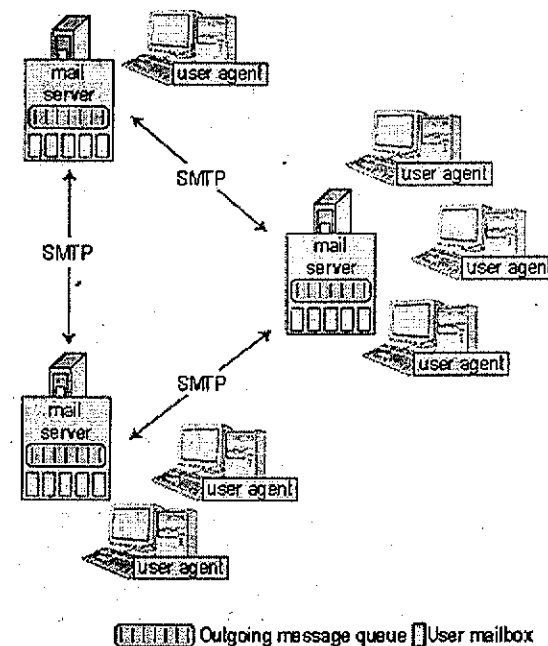 mail
server
user agent
SMTP
user agent
mail
server
user agent
SMTP
user agent
SMTP
mail
server
user agent
user agent
Outgoing message queue User mailbox